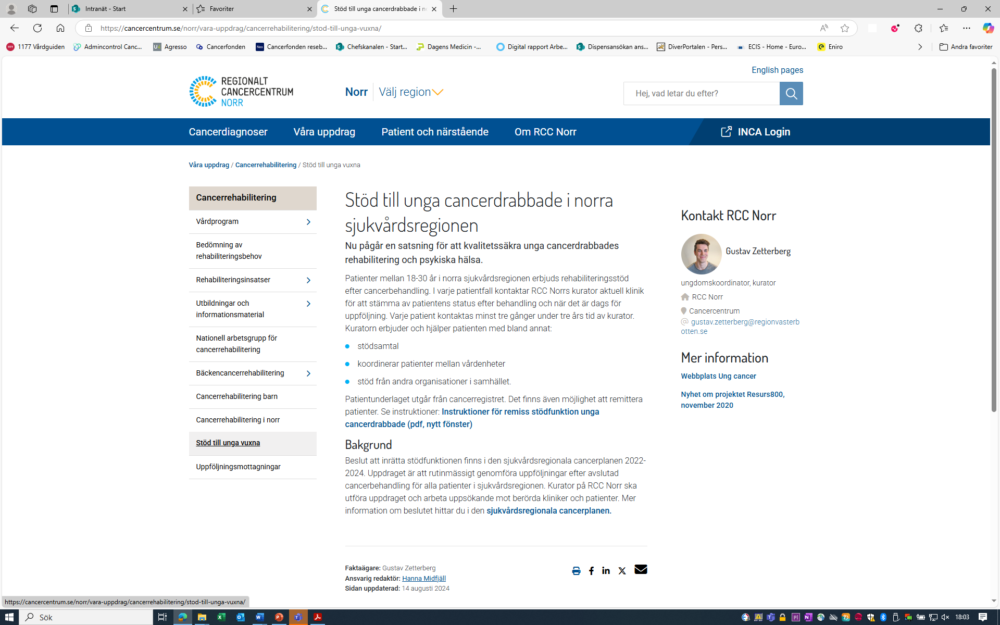 Intranät - Start
Favoriter
Stöd till unga cancerdrabbade i no
https://cancercentrum.se/norr/vara-uppdrag/cancerrehabilitering/stod-till-unga-vuxna/
1177 Vårdguiden
Admincontrol Canc...
Agresso
Cancerfonden
Cancerfonden reseb...
Chefskanalen - Start...
Dagens Medicin -...
Digital rapport Arbe...
Dispensansökan ans...
DiverPortalen - Pers...
ECIS - Home - Euro...
Eniro
Andra favoriter
English pages
REGIONALT
CANCERCENTRUM
NORR
Norr
Välj region
Hej, vad letar du efter?
Cancerdiagnoser
Våra uppdrag
Patient och närstående
Om RCC Norr
INCA Login
Våra uppdrag / Cancerrehabilitering / Stöd till unga vuxna
Cancerrehabilitering
Vårdprogram
Bedömning av
rehabiliteringsbehov
Rehabiliteringsinsatser
Utbildningar och
informationsmaterial
Nationell arbetsgrupp för
cancerrehabilitering
Bäckencancerrehabilitering
Cancerrehabilitering barn
Cancerrehabilitering i norr
Stöd till unga vuxna
Uppföljningsmottagningar
Stöd till unga cancerdrabbade i norra
sjukvårdsregionen
Nu pågår en satsning för att kvalitetssäkra unga cancerdrabbades
rehabilitering och psykiska hälsa.
Patienter mellan 18-30 år i norra sjukvårdsregionen erbjuds rehabiliteringsstöd
efter cancerbehandling. I varje patientfall kontaktar RCC Norrs kurator aktuell klinik
för att stämma av patientens status efter behandling och när det är dags för
uppföljning. Varje patient kontaktas minst tre gånger under tre års tid av kurator.
Kuratorn erbjuder och hjälper patienten med bland annat:
stödsamtal
koordinerar patienter mellan vårdenheter
stöd från andra organisationer i samhället.
Patientunderlaget utgår från cancerregistret. Det finns även möjlighet att remittera
patienter. Se instruktioner: Instruktioner för remiss stödfunktion unga
cancerdrabbade (pdf, nytt fönster)
Bakgrund
Beslut att inrätta stödfunktionen finns i den sjukvårdsregionala cancerplanen 2022-
2024. Uppdraget är att rutinmässigt genomföra uppföljningar efter avslutad
cancerbehandling för alla patienter i sjukvårdsregionen. Kurator på RCC Norr ska
utföra uppdraget och arbeta uppsökande mot berörda kliniker och patienter. Mer
information om beslutet hittar du i den sjukvårdsregionala cancerplanen.
Faktaägare: Gustav Zetterberg
Ansvarig redaktör: Hanna Midfjäll
Sidan uppdaterad: 14 augusti 2024
Kontakt RCC Norr
Gustav Zetterberg
ungdomskoordinator, kurator
RCC Norr
Cancercentrum
gustav.zetterberg@regionvasterb
otten.se
Mer information
Webbplats Ung cancer
Nyhet om projektet Resurs800,
november 2020
https://cancercentrum.se/norr/vara-uppdrag/cancerrehabilitering/stod-till-unga-vuxna/
Sök
18:03